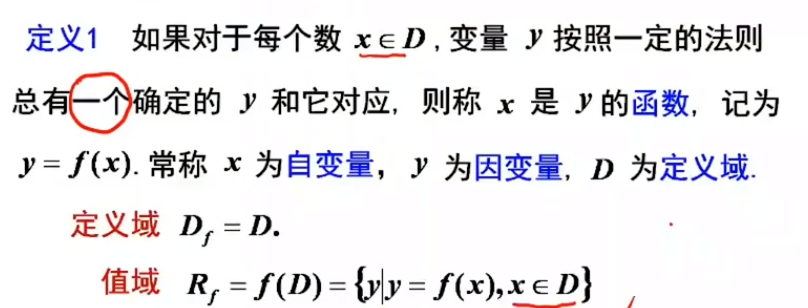 定义1 如果对于每个数 x∈D,变量 y 按照一定的法则
总有一个确定的 y 和它对应, 则称 x 是 y 的函数, 记为
y = f(x). 常称 x 为自变量, y 为因变量, D 为定义域.
定义域 D_f = D.
值域 R_f = f(D) = {y|y = f(x), x∈D}